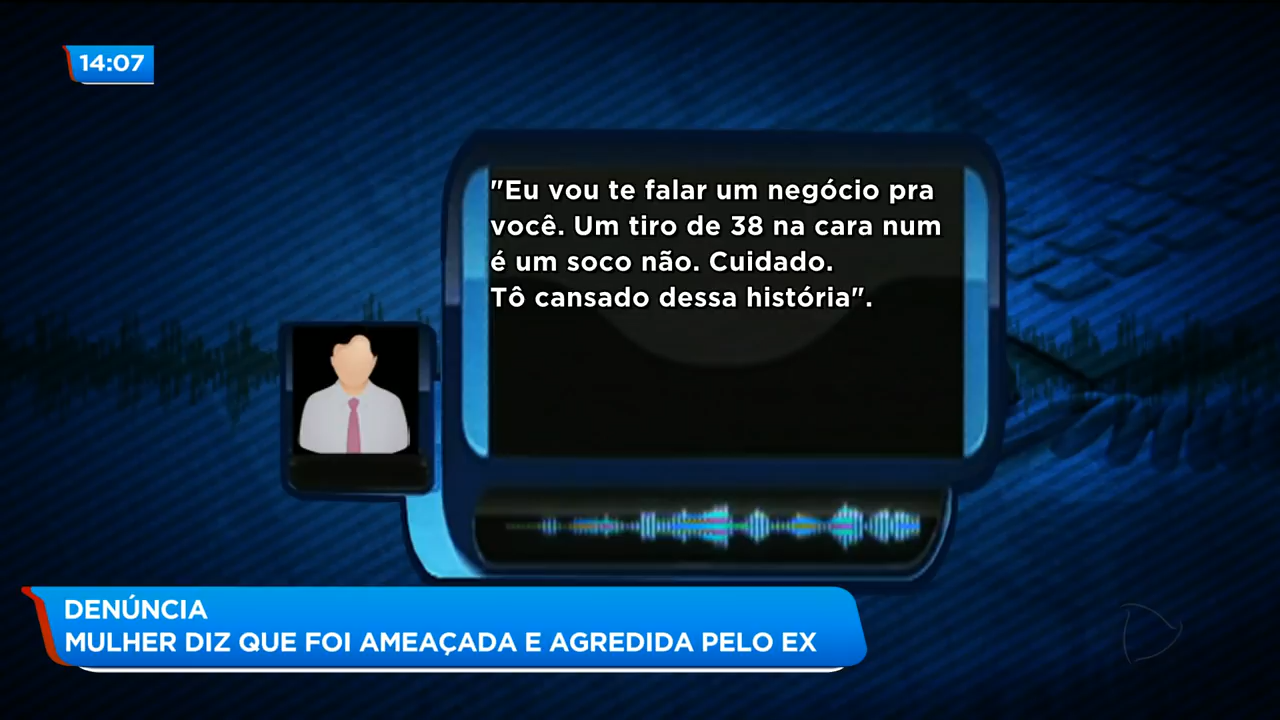 14:07
"Eu vou te falar um negócio pra
você. Um tiro de 38 na cara num
é um soco não. Cuidado.
Tô cansado dessa história".
DENÚNCIA
MULHER DIZ QUE FOI AMEAÇADA E AGREDIDA PELO EX